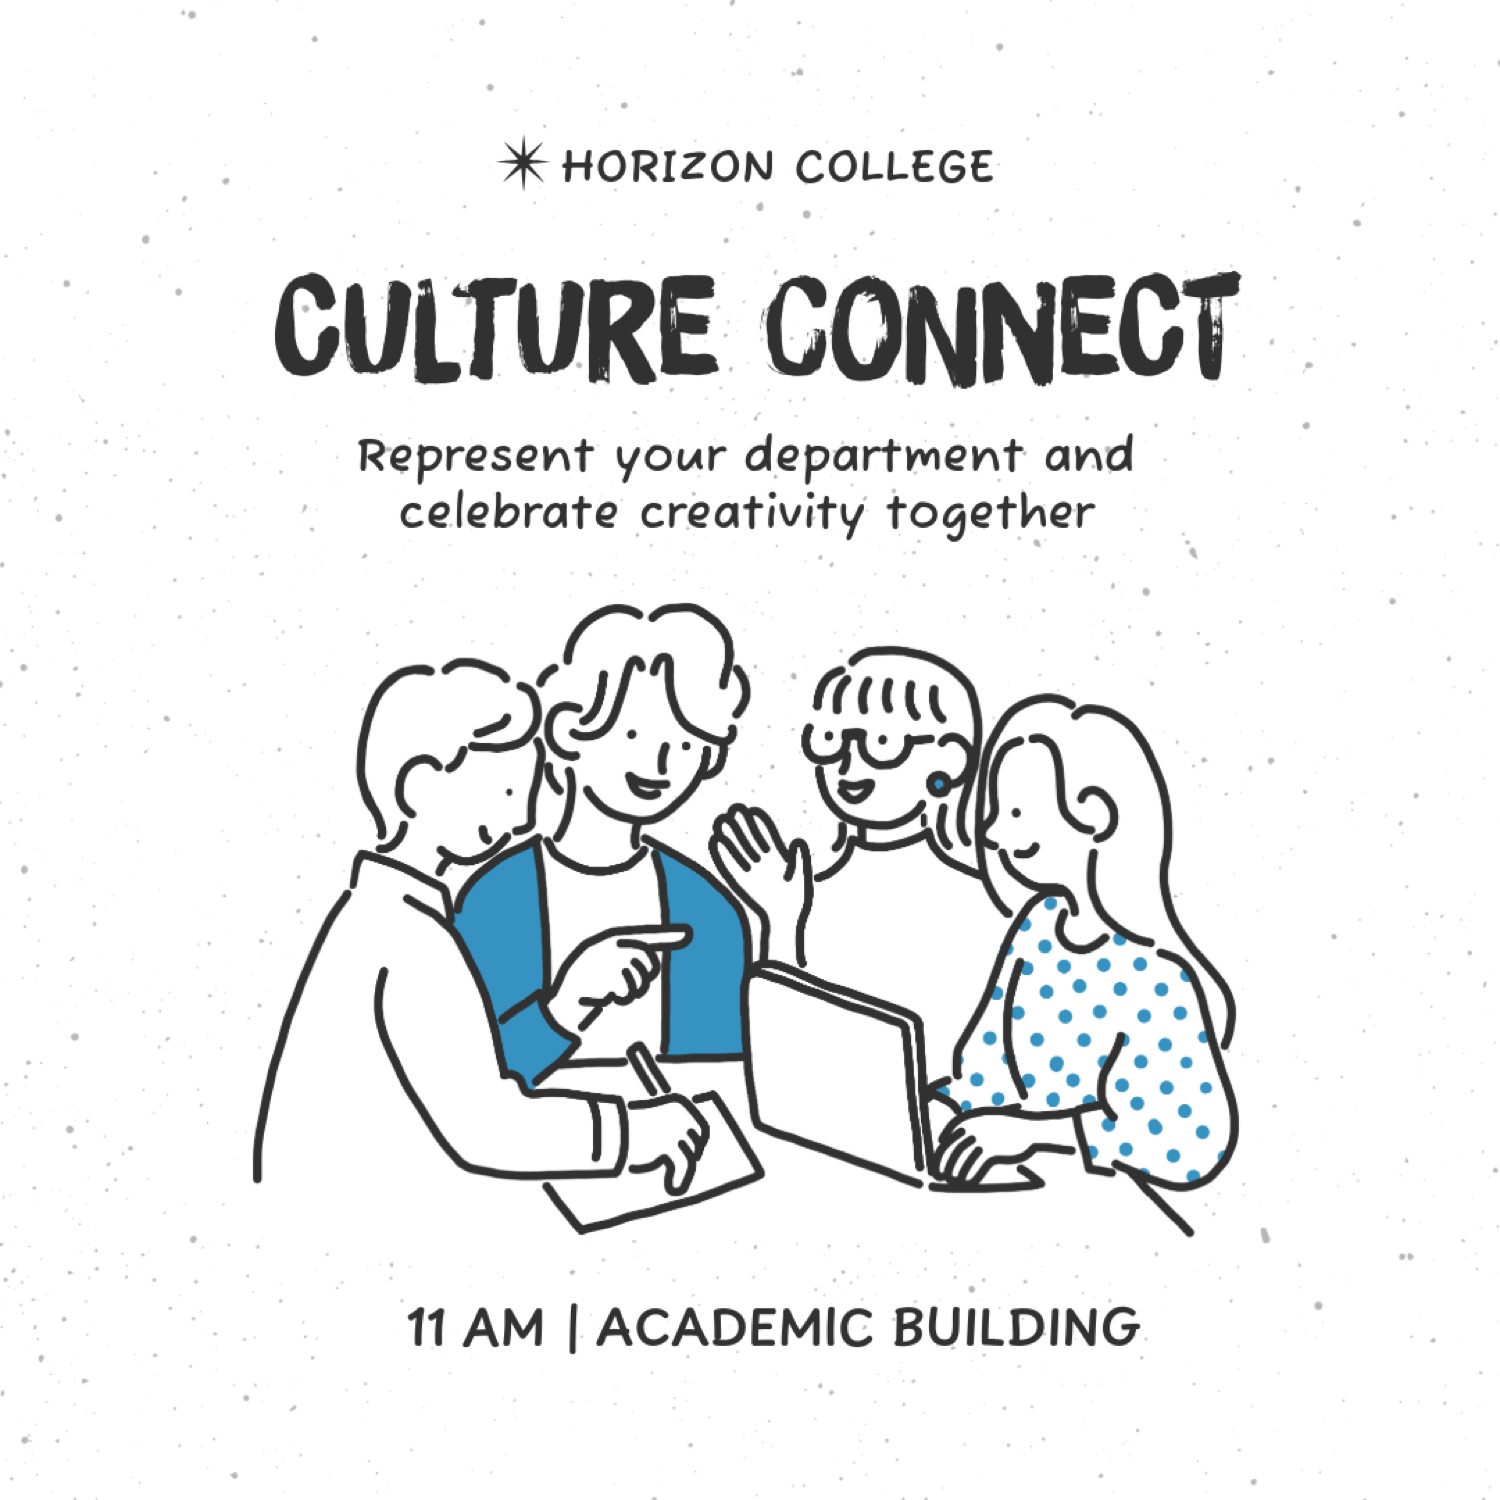 HORIZON COLLEGE
CULTURE CONNECT
Represent your department and
celebrate creativity together
11 AM | ACADEMIC BUILDING